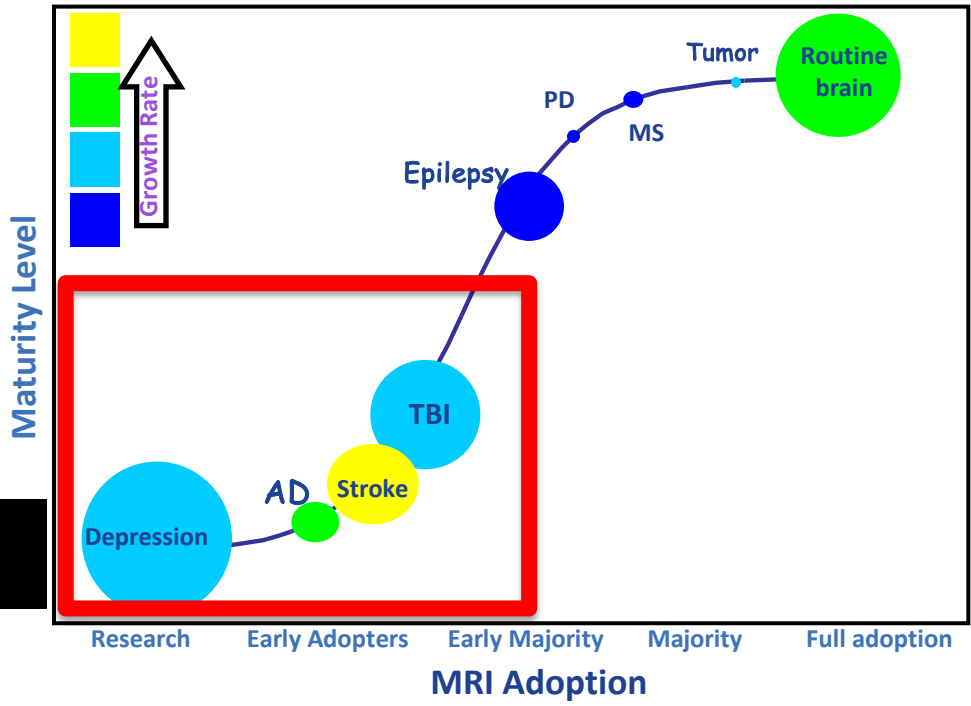 Growth Rate
Maturity Level
Tumor
Routine
brain
PD
MS
Epilepsy
TBI
AD
Stroke
Depression
Research
Early Adopters
Early Majority
Majority
Full adoption
MRI Adoption